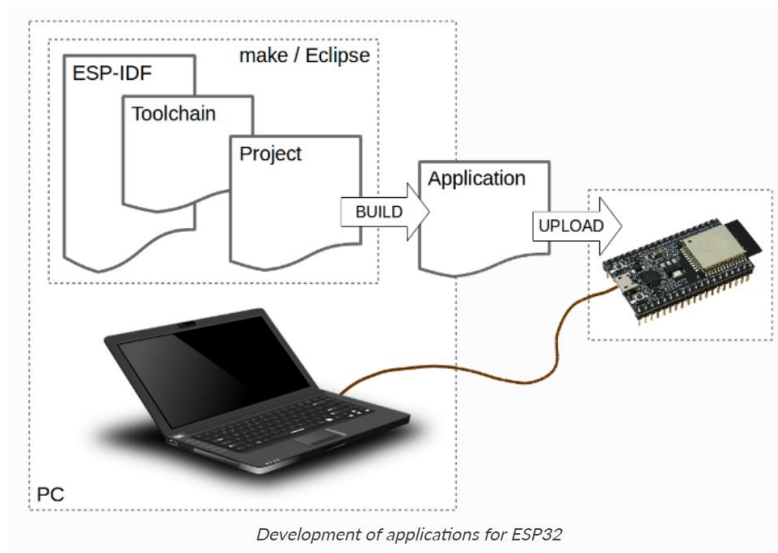 make / Eclipse
ESP-IDF
Toolchain
Project
BUILD
Application
UPLOAD
PC
Development of applications for ESP32